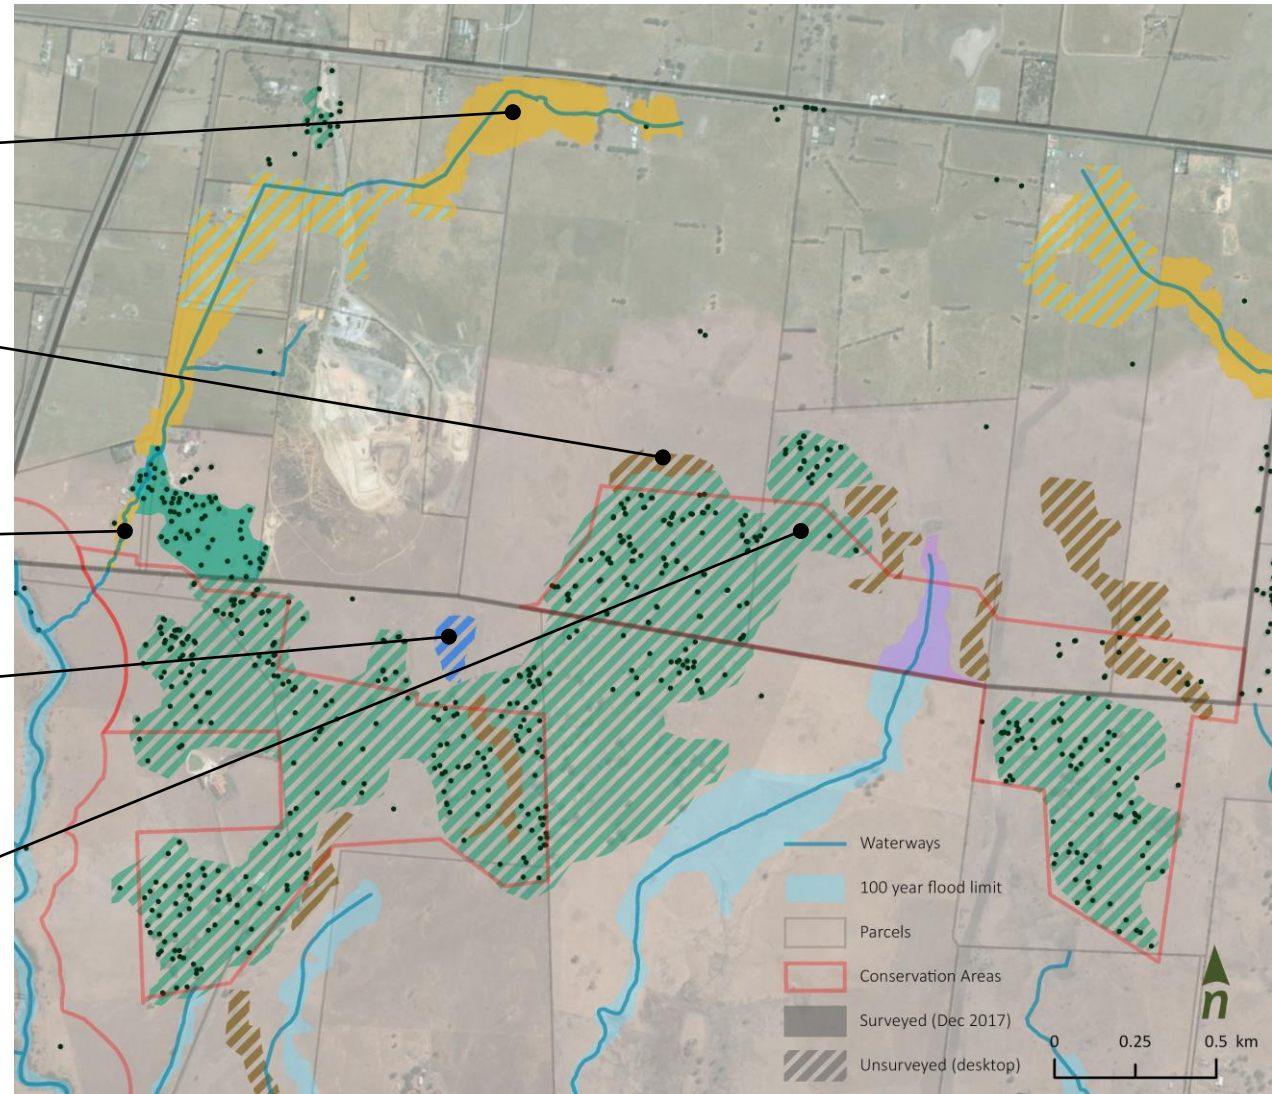 Waterways
100 year flood limit
Parcels
Conservation Areas
Surveyed (Dec 2017)
Unsurveyed (desktop)
n
0 0.25 0.5 km